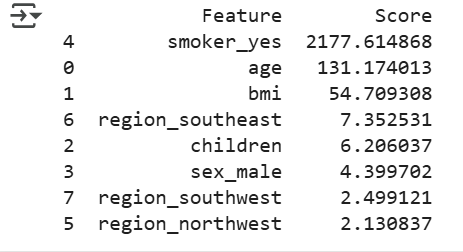 Feature Score
4 smoker_yes 2177.614868
0 age 131.174013
1 bmi 54.709308
6 region_southeast 7.352531
2 children 6.206037
3 sex_male 4.399702
7 region_southwest 2.499121
5 region_northwest 2.130837